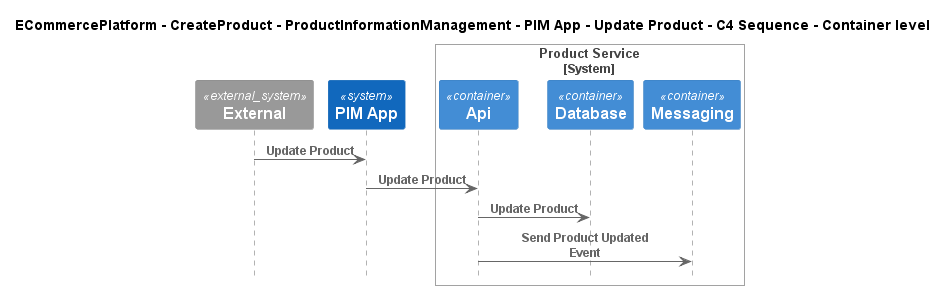 ECommercePlatform - CreateProduct - ProductInformationManagement - PIM App - Update Product - C4 Sequence - Container level
Product Service
[System]
«external_system»
External
«system»
PIM App
«container»
Api
«container»
Database
«container»
Messaging
Update Product
Update Product
Update Product
Send Product Updated
Event